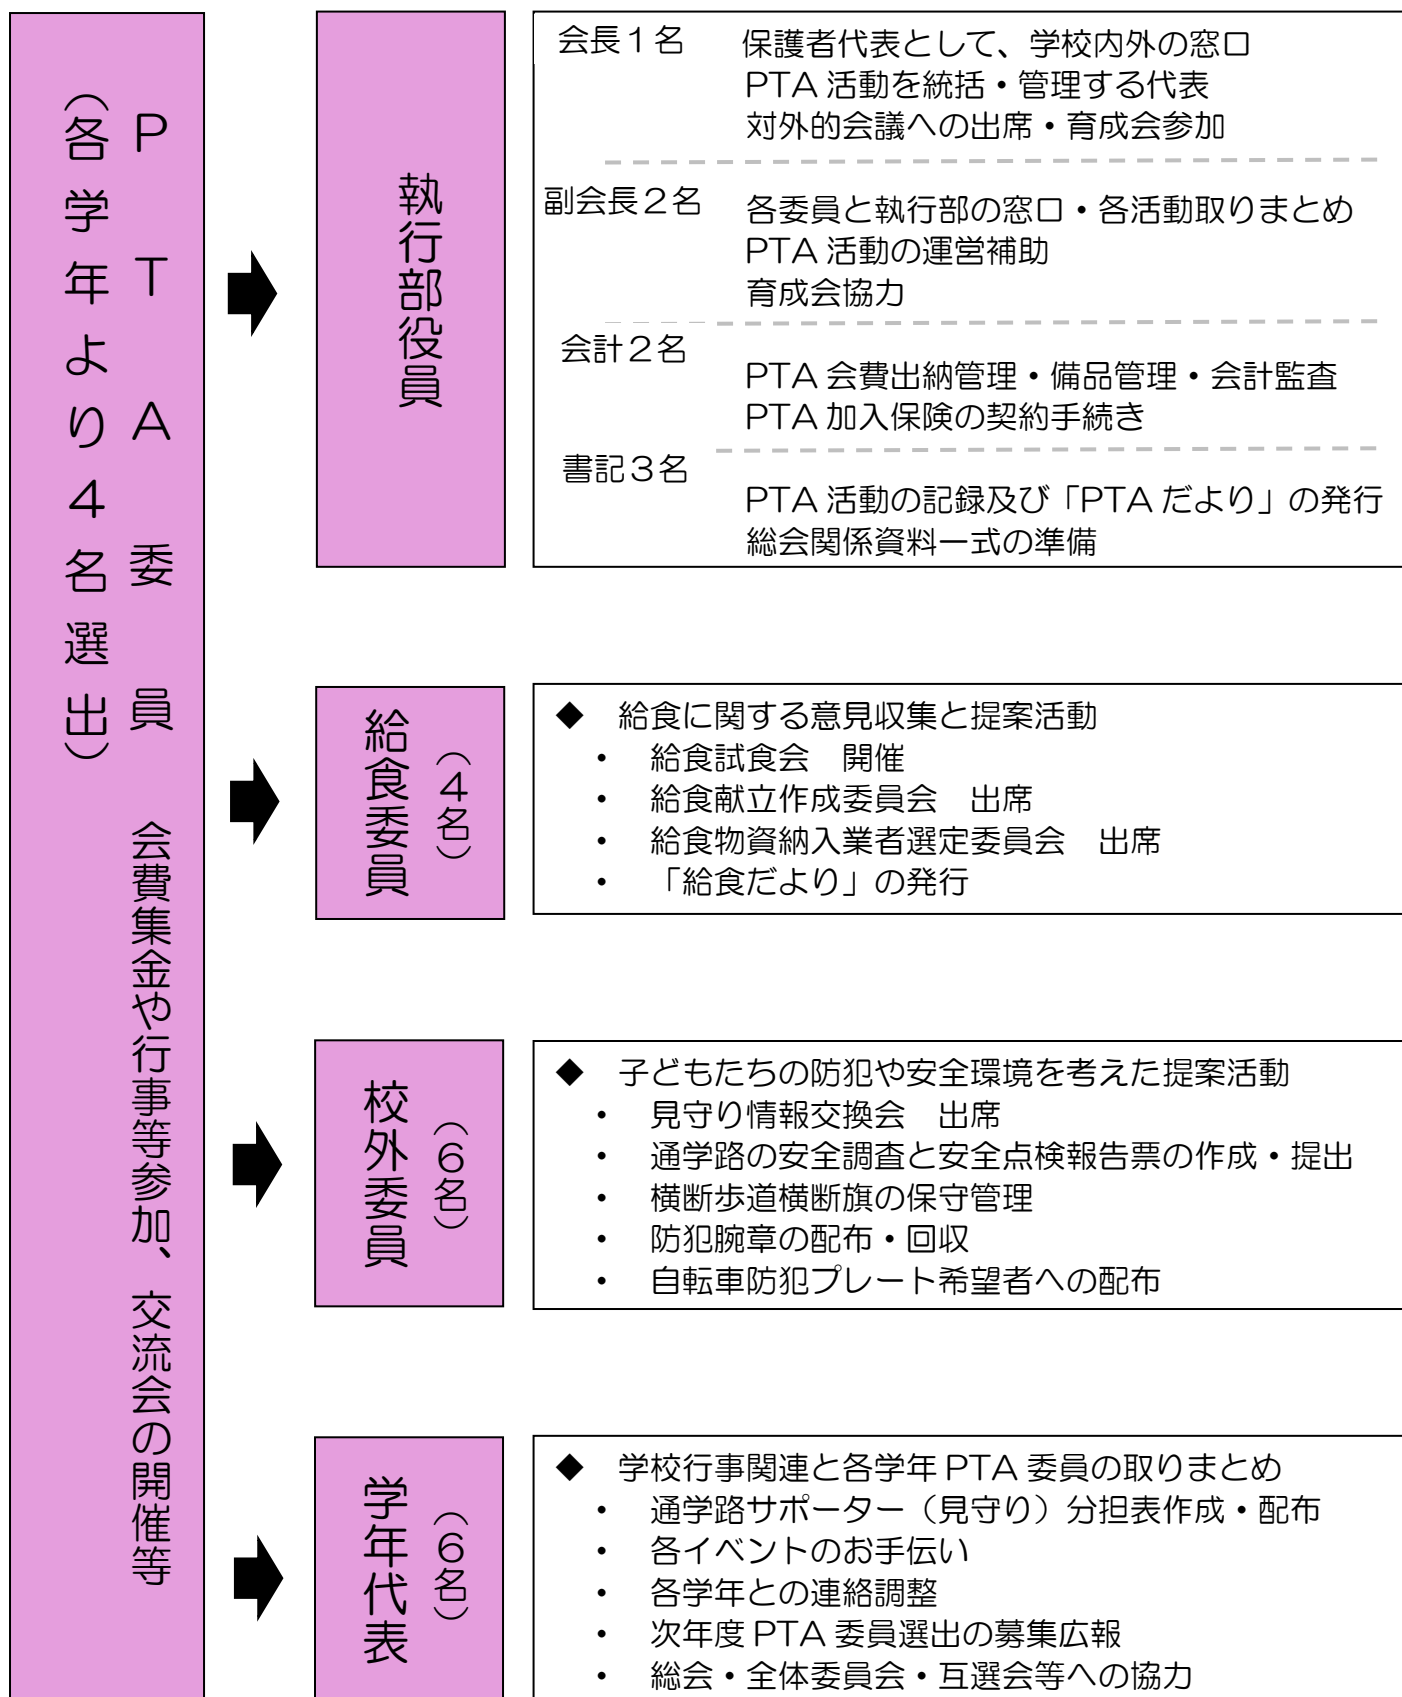 PTA委員
（各学年より４名選出）
会費集金や行事等参加、交流会の開催等
執行部役員
会長１名
保護者代表として、学校内外の窓口
PTA 活動を統括・管理する代表
対外的会議への出席・育成会参加
副会長２名
各委員と執行部の窓口・各活動取りまとめ
PTA 活動の運営補助
育成会協力
会計２名
PTA 会費出納管理・備品管理・会計監査
PTA 加入保険の契約手続き
書記３名
PTA 活動の記録及び「PTA だより」の発行
総会関係資料一式の準備
給食委員
（４名）
◆ 給食に関する意見収集と提案活動
・ 給食試食会　開催
・ 給食献立作成委員会　出席
・ 給食物資納入業者選定委員会　出席
・ 「給食だより」の発行
校外委員
（６名）
◆ 子どもたちの防犯や安全環境を考えた提案活動
・ 見守り情報交換会　出席
・ 通学路の安全調査と安全点検報告票の作成・提出
・ 横断歩道横断旗の保守管理
・ 防犯腕章の配布・回収
・ 自転車防犯プレート希望者への配布
学年代表
（６名）
◆ 学校行事関連と各学年 PTA 委員の取りまとめ
・ 通学路サポーター（見守り）分担表作成・配布
・ 各イベントのお手伝い
・ 各学年との連絡調整
・ 次年度 PTA 委員選出の募集広報
・ 総会・全体委員会・互選会等への協力